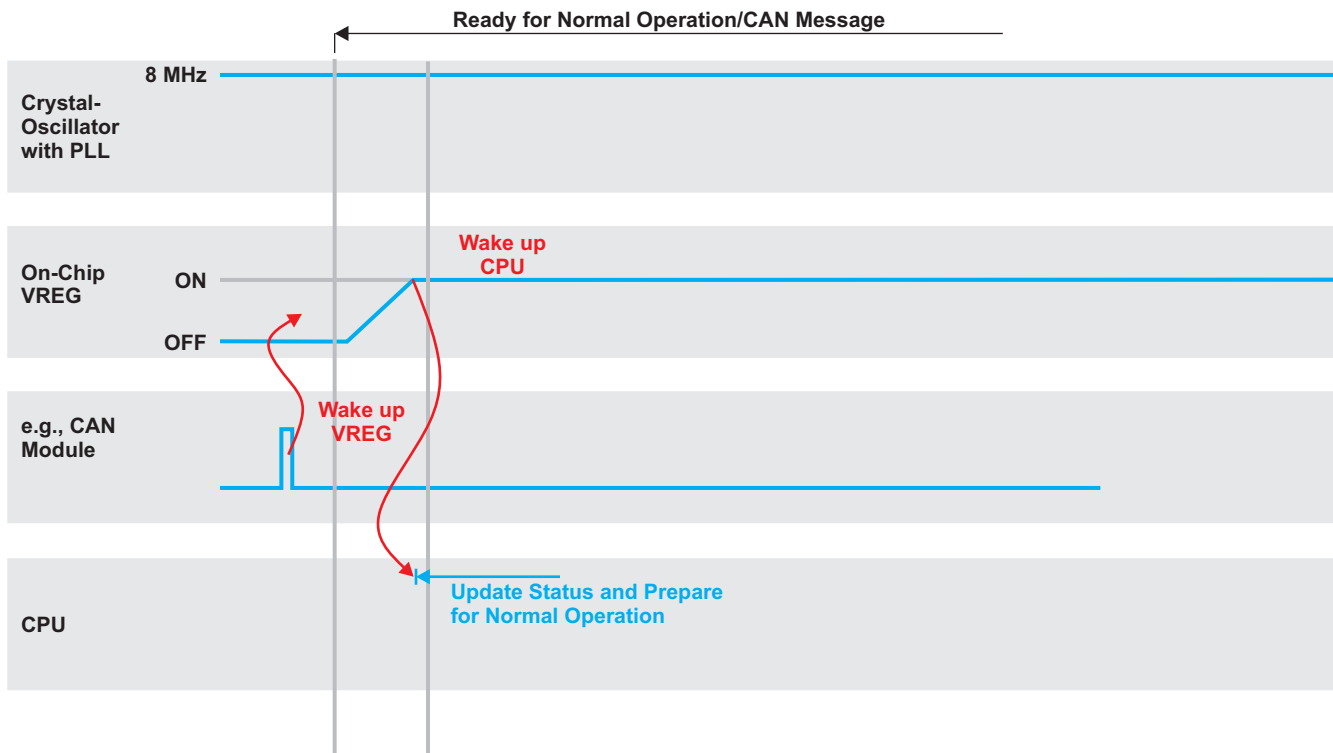 Ready for Normal Operation/CAN Message
8 MHz
Crystal-
Oscillator
with PLL
Wake up
CPU
On-Chip
VREG
ON
OFF
Wake up
VREG
e.g., CAN
Module
Update Status and Prepare
for Normal Operation
CPU